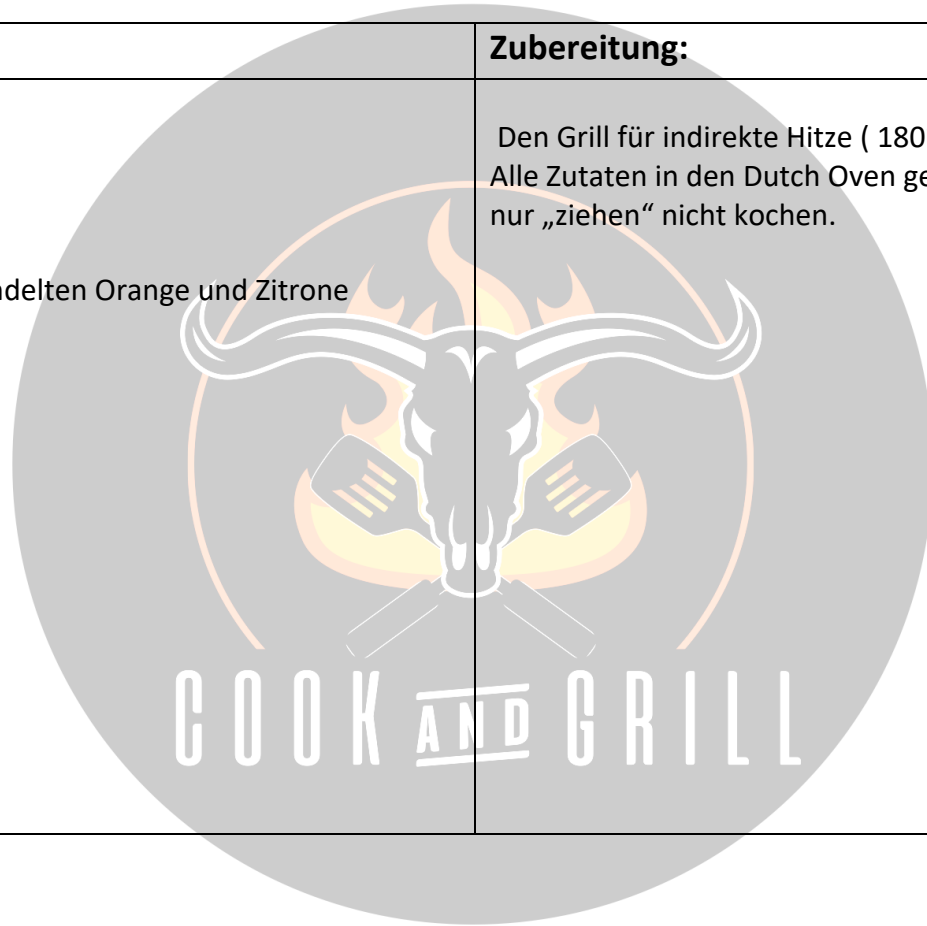 Zubereitung:
Den Grill für indirekte Hitze ( 180
Alle Zutaten in den Dutch Oven ge
nur „ziehen“ nicht kochen.
ndelten Orange und Zitrone
COOK AND GRILL